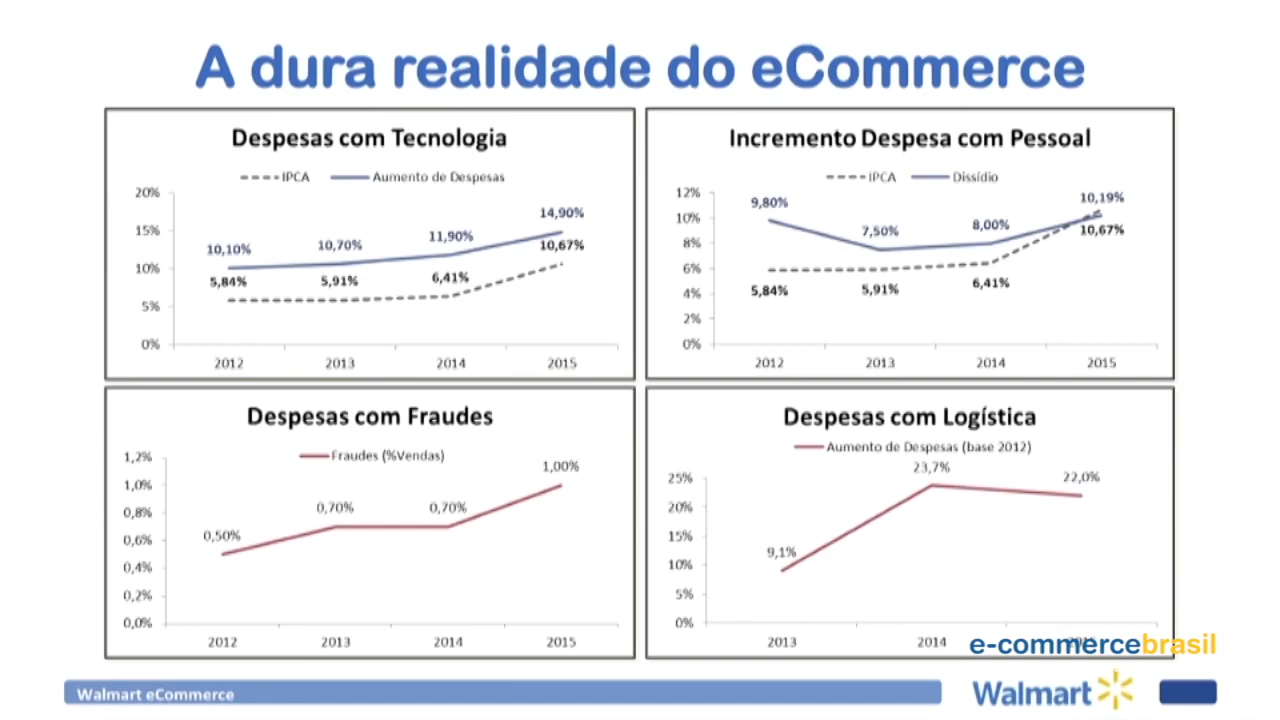 A dura realidade do eCommerce
Despesas com Tecnologia
IPCA Aumento de Despesas
20%
15%
10%
5%
0%
10,10% 10,70% 11,90% 14,90%
5,84% 5,91% 6,41% 10,67%
2012 2013 2014 2015
Incremento Despesa com Pessoal
IPCA Dissídio
12%
10%
8%
6%
4%
2%
0%
9,80% 7,50% 8,00% 10,19%
5,84% 5,91% 6,41% 10,67%
2012 2013 2014 2015
Despesas com Fraudes
Fraudes (%Vendas)
1,2%
1,0%
0,8%
0,6%
0,4%
0,2%
0,0%
0,50% 0,70% 0,70% 1,00%
2012 2013 2014 2015
Despesas com Logística
Aumento de Despesas (base 2012)
25%
20%
15%
10%
5%
0%
9,1% 23,7% 22,0%
2013 2014
e-commercebrasil
Walmart eCommerce
Walmart